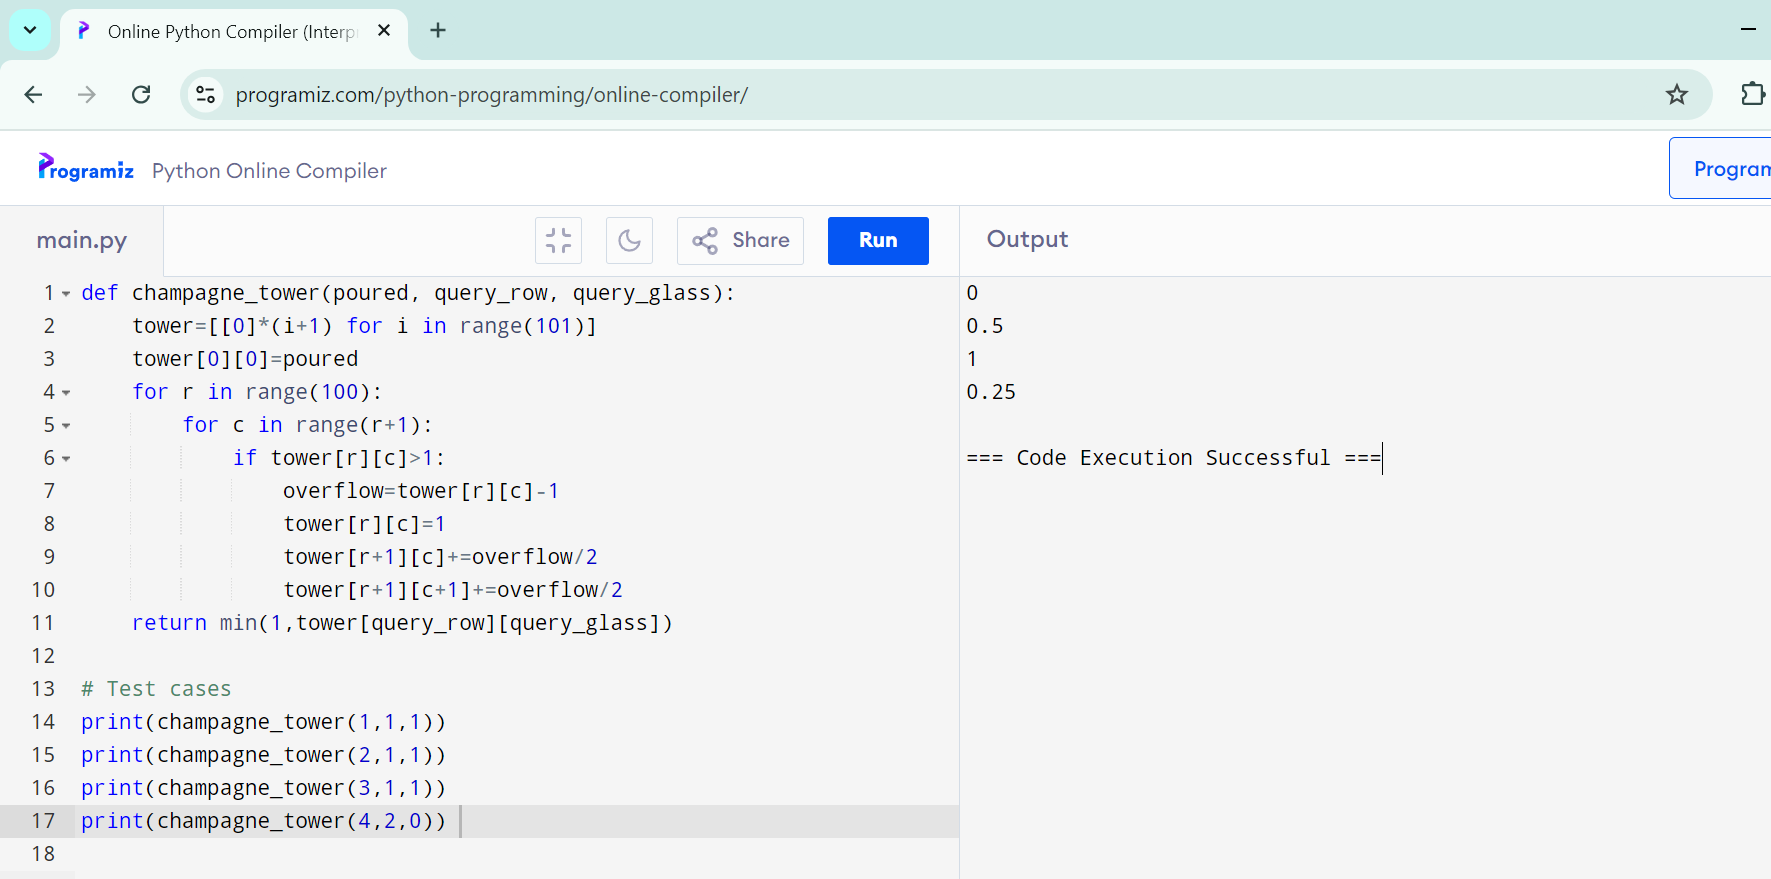 Online Python Compiler (Interp
programiz.com/python-programming/online-compiler/
Programiz Python Online Compiler
Program
main.py
Share
Run
Output
1 def champagne_tower(poured, query_row, query_glass):
2 tower=[[0]*(i+1) for i in range(101)]
3 tower[0][0]=poured
4 for r in range(100):
5 for c in range(r+1):
6 if tower[r][c]>1:
7 overflow=tower[r][c]-1
8 tower[r][c]=1
9 tower[r+1][c]+=overflow/2
10 tower[r+1][c+1]+=overflow/2
11 return min(1,tower[query_row][query_glass])
12
13 # Test cases
14 print(champagne_tower(1,1,1))
15 print(champagne_tower(2,1,1))
16 print(champagne_tower(3,1,1))
17 print(champagne_tower(4,2,0))
18
0
0.5
1
0.25
=== Code Execution Successful ===